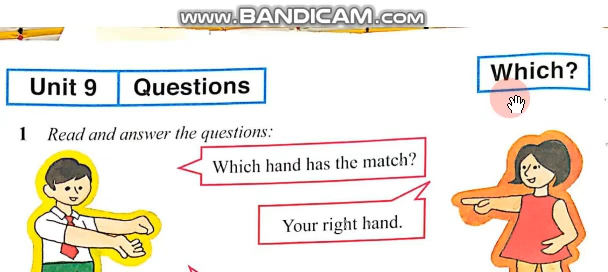 www.BANDICAM.com
Unit 9 Questions
Which?
1 Read and answer the questions:
Which hand has the match?
Your right hand.